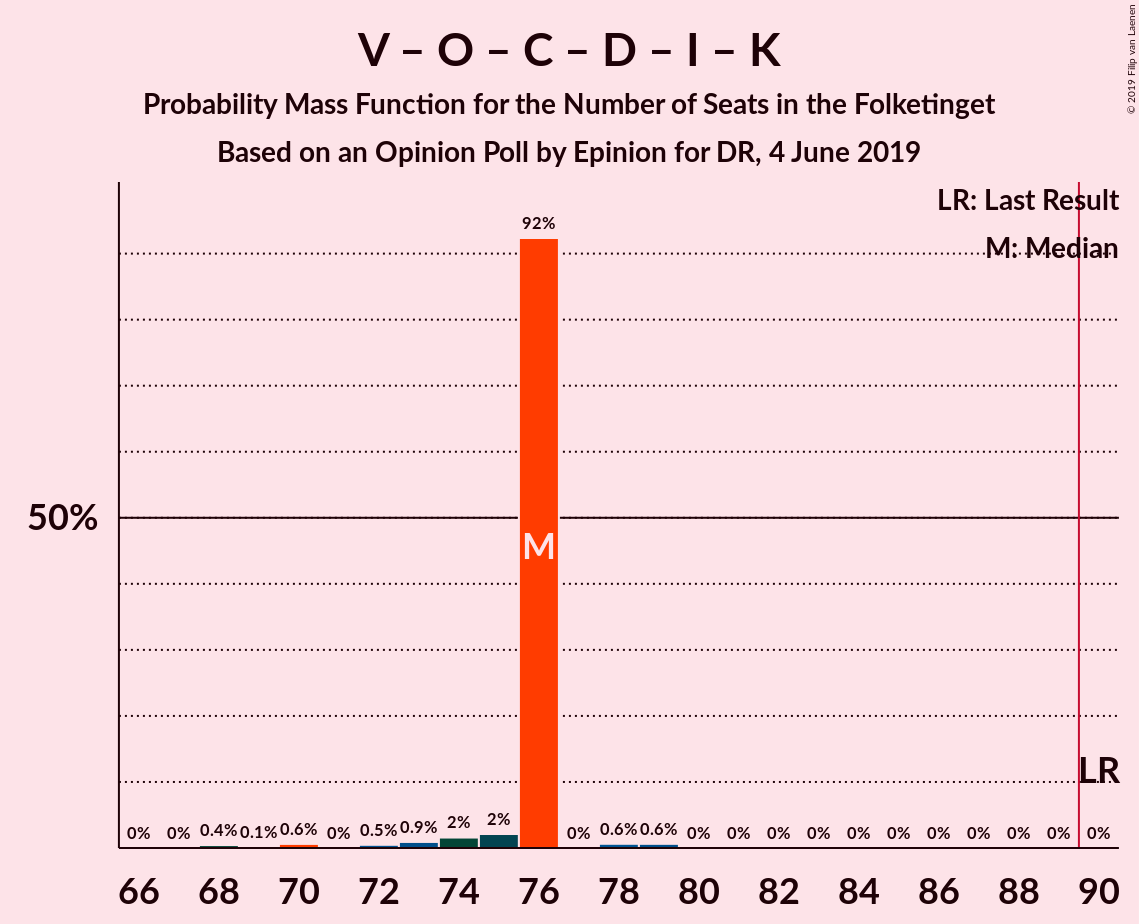 V – O – C – D – I – K
Probability Mass Function for the Number of Seats in the Folketinget
Based on an Opinion Poll by Epinion for DR, 4 June 2019
© 2019 Filip van Laenen
LR: Last Result
M: Median
92%
50%
M
LR
0% 0% 0.4% 0.1% 0.6% 0% 0.5% 0.9% 2% 2% 0% 0.6% 0.6% 0% 0% 0% 0% 0% 0% 0% 0% 0% 0% 0%
66 68 70 72 74 76 78 80 82 84 86 88 90